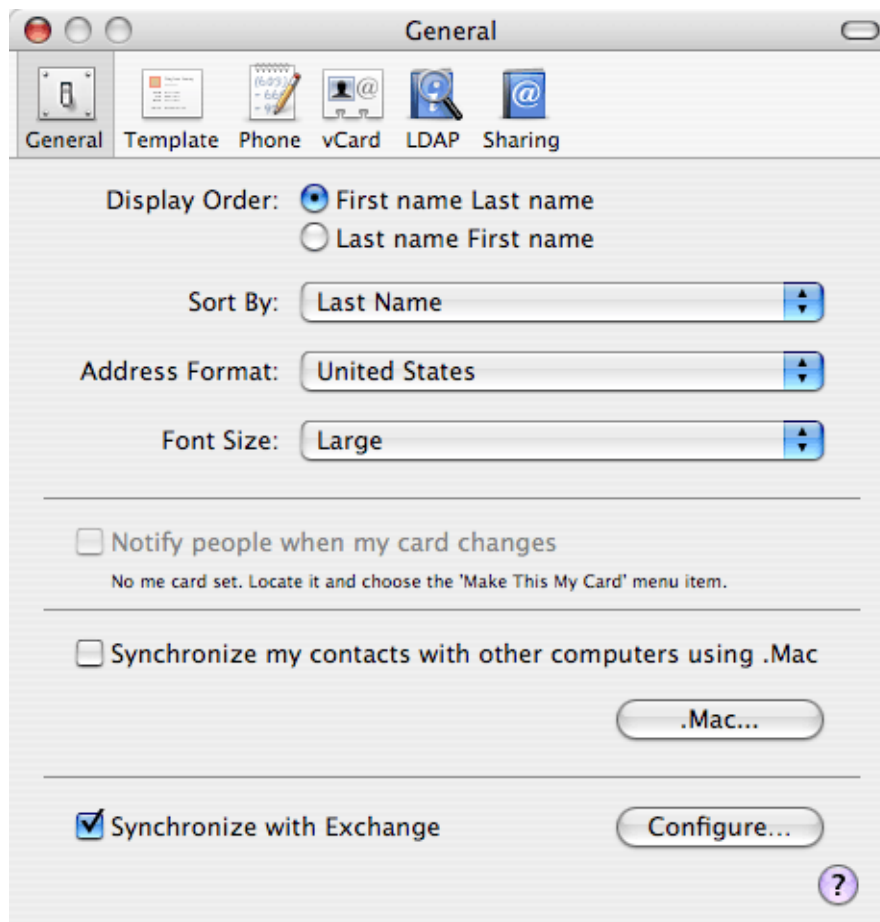 General
General Template Phone vCard LDAP Sharing
Display Order: First name Last name
Last name First name
Sort By: Last Name
Address Format: United States
Font Size: Large
Notify people when my card changes
No me card set. Locate it and choose the 'Make This My Card' menu item.
Synchronize my contacts with other computers using .Mac
.Mac...
Synchronize with Exchange Configure...
?